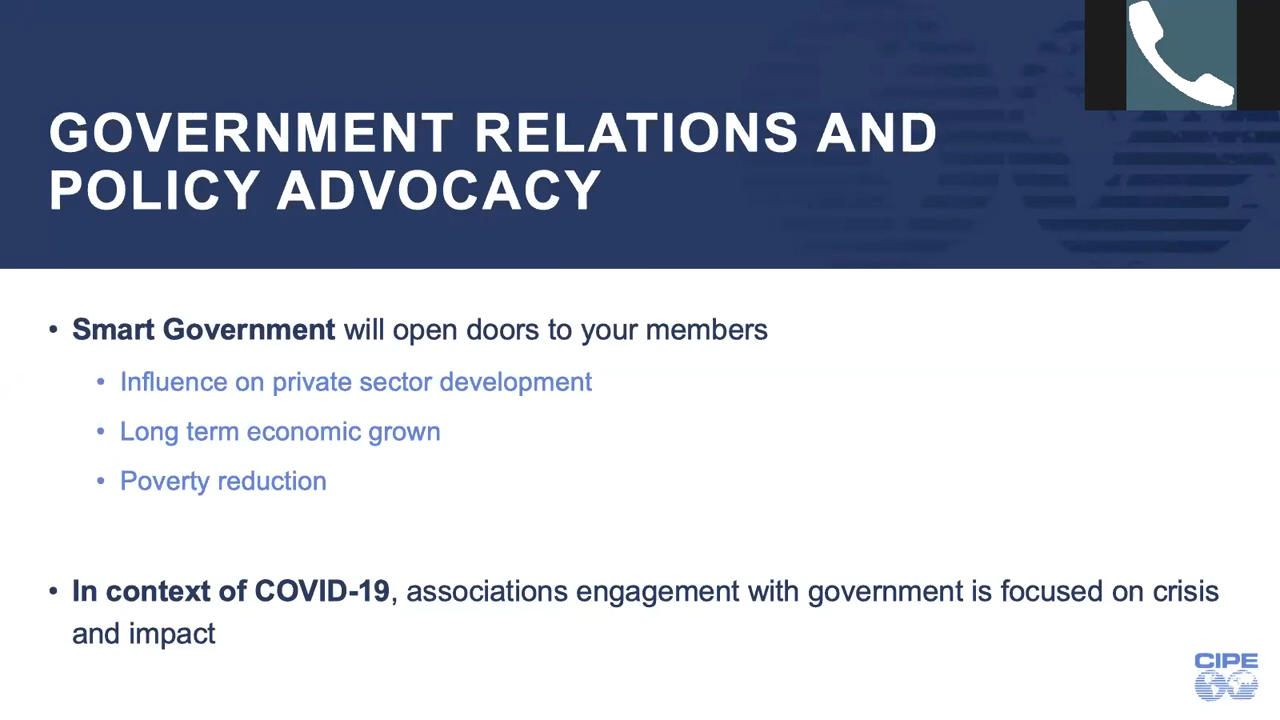 GOVERNMENT RELATIONS AND
POLICY ADVOCACY
• Smart Government will open doors to your members
• Influence on private sector development
• Long term economic grown
• Poverty reduction
• In context of COVID-19, associations engagement with government is focused on crisis
and impact
CIPE